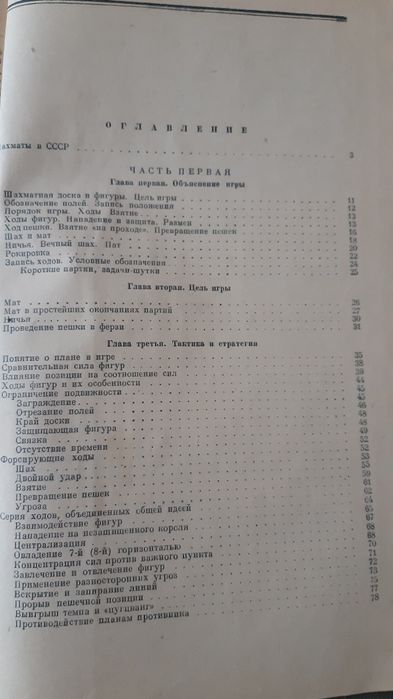 ОГЛАВЛЕНИЕ
ахматы в СССР 3
ЧАСТЬ ПЕРВАЯ
Глава первая. Объяснение игры
Шахматная доска и фигуры. Цель игры 11
Обозначение полей. Запись положения 12
Порядок игры. Ходы Взятие 13
Ходы фигур. Нападение и защита. Размен 13
Ход пешки. Взятие «на проходе». Превращение пешек 16
Шах и мат 18
Ничья. Вечный шах. Пат 20
Рокировка 22
Запись ходов. Условные обозначения 24
Короткие партии, задачи-шутки 25
Глава вторая. Цель игры
Мат 26
Мат в простейших окончаниях партий 27
Ничья 30
Проведение пешки в ферзи 31
Глава третья. Тактика и стратегия
Понятие о плане в игре 35
Сравнительная сила фигур 38
Влияние позиции на соотношение сил 39
Ходы фигур и их особенности 44
Ограничение подвижности 45
Заграждение 45
Отрезание полей 46
Край доски 48
Защищающая фигура 48
Связка 49
Отсутствие времени 52
Форсирующие ходы 52
Шах 53
Двойной удар 55
Взятие 59
Превращение пешек 61
Угроза 62
Серия ходов, объединенных общей идеей 64
Взаимодействие фигур 65
Нападение на незащищенного короля 67
Централизация 68
Овладение 7-й (8-й) горизонталью 68
Концентрация сил против важного пункта 70
Завлечение и отвлечение фигур 71
Применение разносторонних угроз 72
Вскрытие и запирание линий 73
Прорыв пешечной позиции 75
Выигрыш темпа и «цугцванг» 77
Противодействие планам противника 78